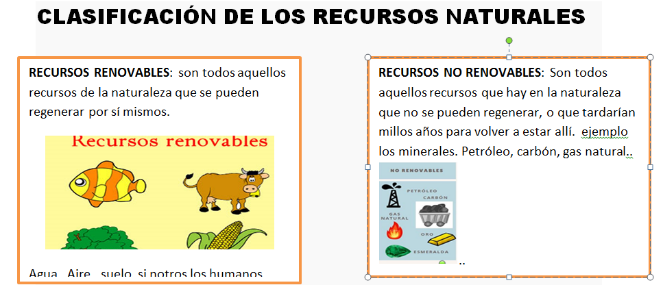 CLASIFICACIÓN DE LOS RECURSOS NATURALES
RECURSOS RENOVABLES: son todos aquellos
recursos de la naturaleza que se pueden
regenerar por sí mismos.
Recursos renovables
Agua, Aire, suelo, si notros los humanos
RECURSOS NO RENOVABLES: Son todos
aquellos recursos que hay en la naturaleza
que no se pueden regenerar, o que tardarían
millos años para volver a estar allí. ejemplo
los minerales. Petróleo, carbón, gas natural..
NO RENOVABLES
PETRÓLEO
CARBÓN
GAS
NATURAL
ORO
ESMERALDA
..